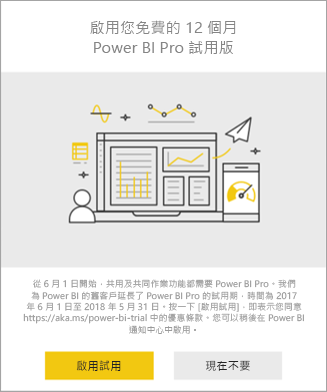 啟用您免費的 12 個月
Power BI Pro 試用版
從 6 月 1 日開始，共用及共同作業功能都需要 Power BI Pro。我們
為 Power BI 的舊客戶延長了 Power BI Pro 的試用期，時間為 2017
年 6 月 1 日至 2018 年 5 月 31 日。按一下 [啟用試用]，即表示您同意
https://aka.ms/power-bi-trial 中的優惠條款。您可以稍後在 Power BI
通知中心中啟用。
啟用試用
現在不要